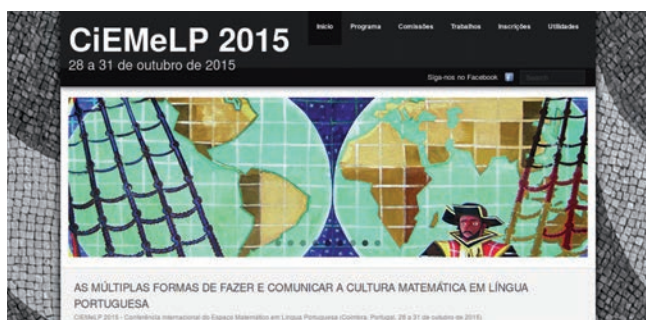 CiEMeLP 2015
28 a 31 de outubro de 2015
Início Programa Comissões Trabalhos Inscrições Utilidades
Siga-nos no Facebook Search
AS MÚLTIPLAS FORMAS DE FAZER E COMUNICAR A CULTURA MATEMÁTICA EM LÍNGUA
PORTUGUESA
CiEMeLP 2015 - Conferência Internacional do Espaço Matemático em Língua Portuguesa (Coimbra, Portugal, 28 a 31 de outubro de 2015)